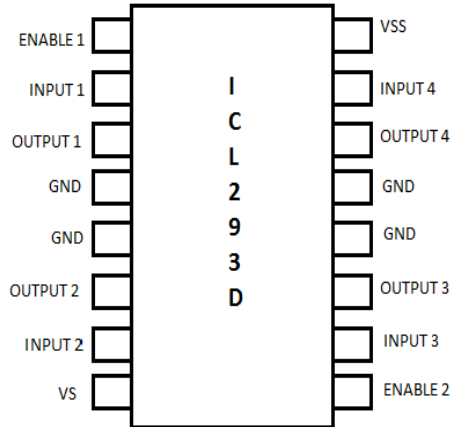 ENABLE 1
INPUT 1
OUTPUT 1
GND
GND
OUTPUT 2
INPUT 2
VS
I
C
L
2
9
3
D
VSS
INPUT 4
OUTPUT 4
GND
GND
OUTPUT 3
INPUT 3
ENABLE 2